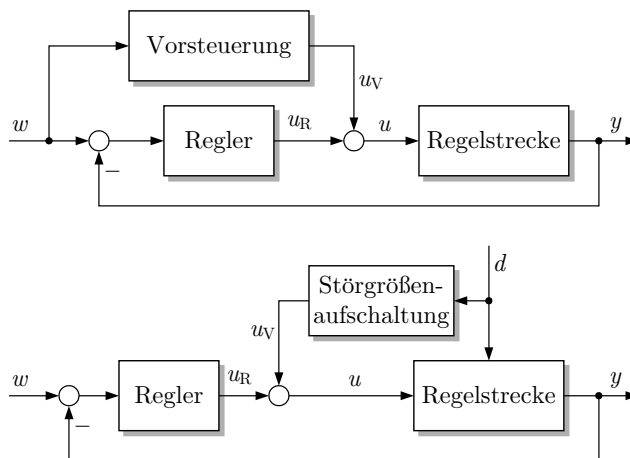 Vorsteuerung
u_V
w
u_R
u
y
Regler
Regelstrecke
−
d
Störgrößen-
aufschaltung
u_V
w
u_R
u
y
Regler
Regelstrecke
−